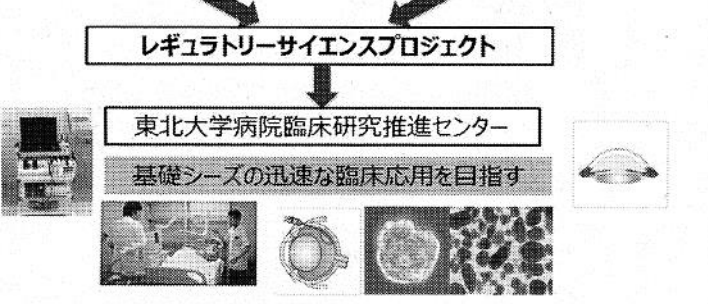 レギュラトリーサイエンスプロジェクト
東北大学病院臨床研究推進センター
基礎シーズの迅速な臨床応用を目指す